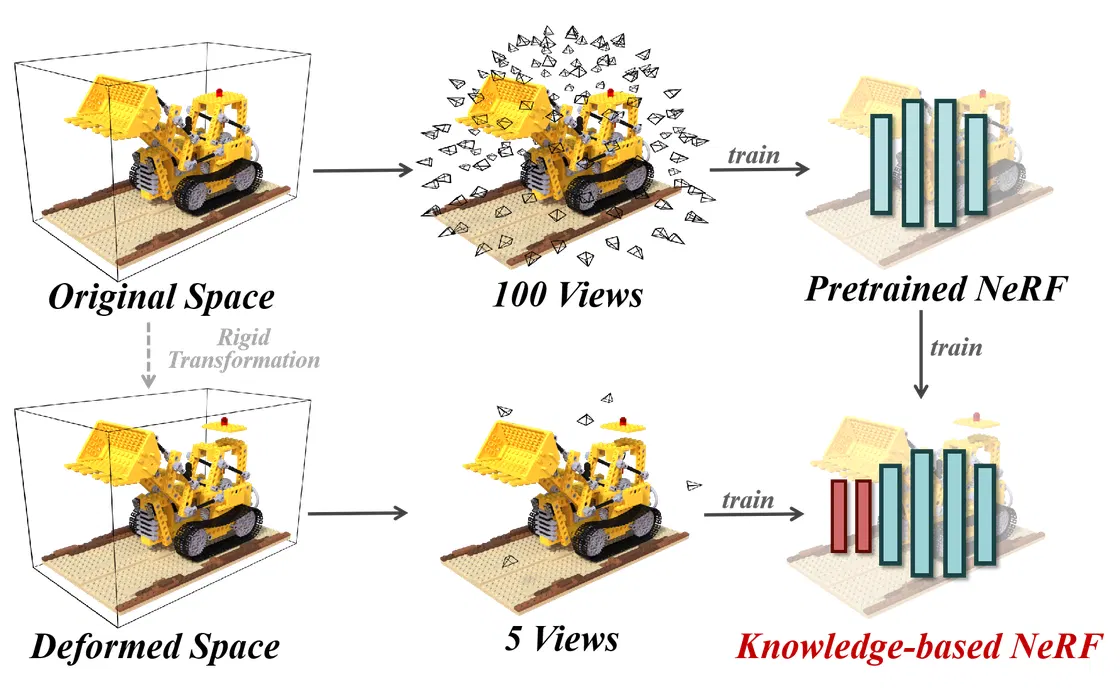 train
Original Space
100 Views
Pretrained NeRF
Rigid
Transformation
train
train
Deformed Space
5 Views
Knowledge-based NeRF